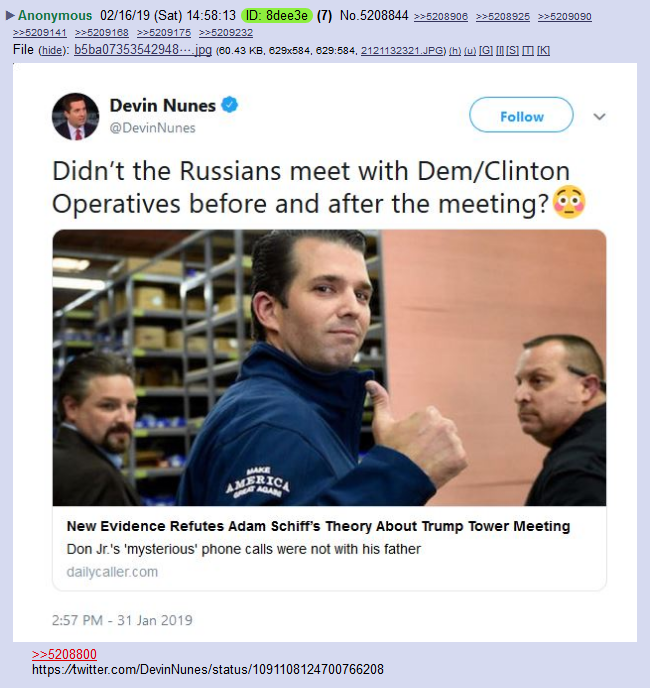 ▶Anonymous 02/16/19 (Sat) 14:58:13 ID: 8dee3e (7) No.5208844 >>5208906 >>5208925 >>5209090
>>5209141 >>5209168 >>5209175 >>5209232
File (hide): b5ba07353542948⋯.jpg (60.43 KB, 629x584, 629:584, 2121132321.JPG) (h) (u) [G] [I] [S] [T] [K]
Devin Nunes
@DevinNunes
Follow
Didn't the Russians meet with Dem/Clinton
Operatives before and after the meeting?😳
MAKE
AMERICA
GREAT AGAIN
New Evidence Refutes Adam Schiff's Theory About Trump Tower Meeting
Don Jr.'s 'mysterious' phone calls were not with his father
dailycaller.com
2:57 PM - 31 Jan 2019
>>5208800
https://twitter.com/DevinNunes/status/1091108124700766208